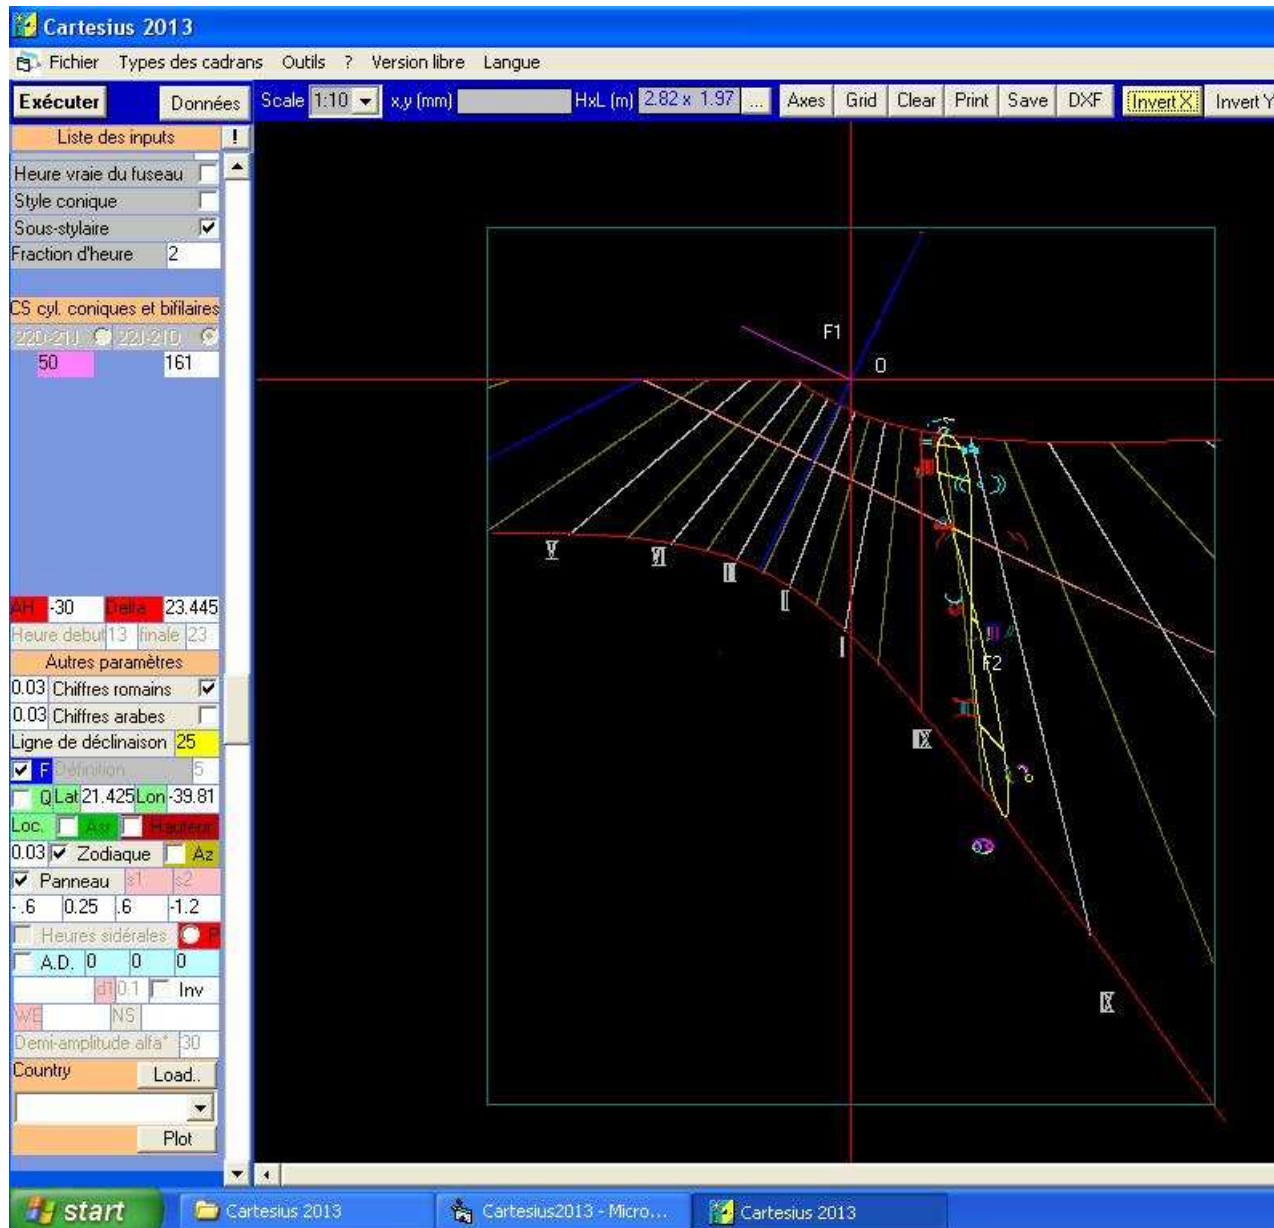 Cartesius 2013
Fichier Types des cadrans Outils ? Version libre Langue
Exécuter Données Scale 1:10 x,y (mm) HxL (m) 2.82 x 1.97 ... Axes Grid Clear Print Save DXF Invert X Invert Y
Liste des inputs !
Heure vraie du fuseau
Style conique
Sous-stylaire
Fraction d'heure 2
CS cyl. coniques et bifilaires
22D-21J 22J-21D
50 161
AH -30 Delta 23.445
Heure debut 13 finale 23
Autres paramètres
0.03 Chiffres romains
0.03 Chiffres arabes
Ligne de déclinaison 25
F Définition 5
Q Lat 21.425 Lon -39.81
Loc. Asr Hauteur
0.03 Zodiaque Az
Panneau s1 s2
-.6 0.25 .6 -1.2
Heures sidérales P
A.D. 0 0 0
d1 0.1 Inv
WE NS
Demi-amplitude alfa° 30
Country Load..
Plot
F1
O
V
I
F2
start Cartesius 2013 Cartesius2013 - Micro... Cartesius 2013